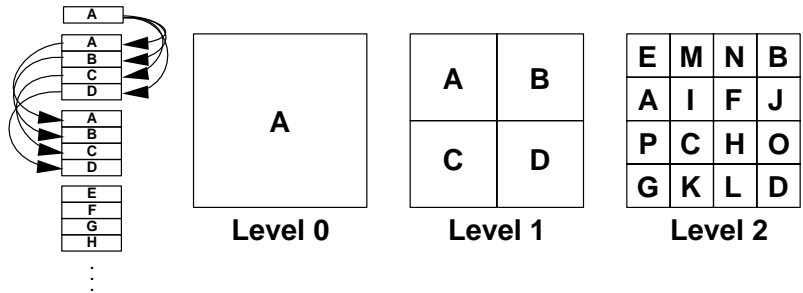 A
A
B
C
D
A
B
C
D
E
F
G
H
.
.
.
A
Level 0
A B
C D
Level 1
E M N B
A I F J
P C H O
G K L D
Level 2